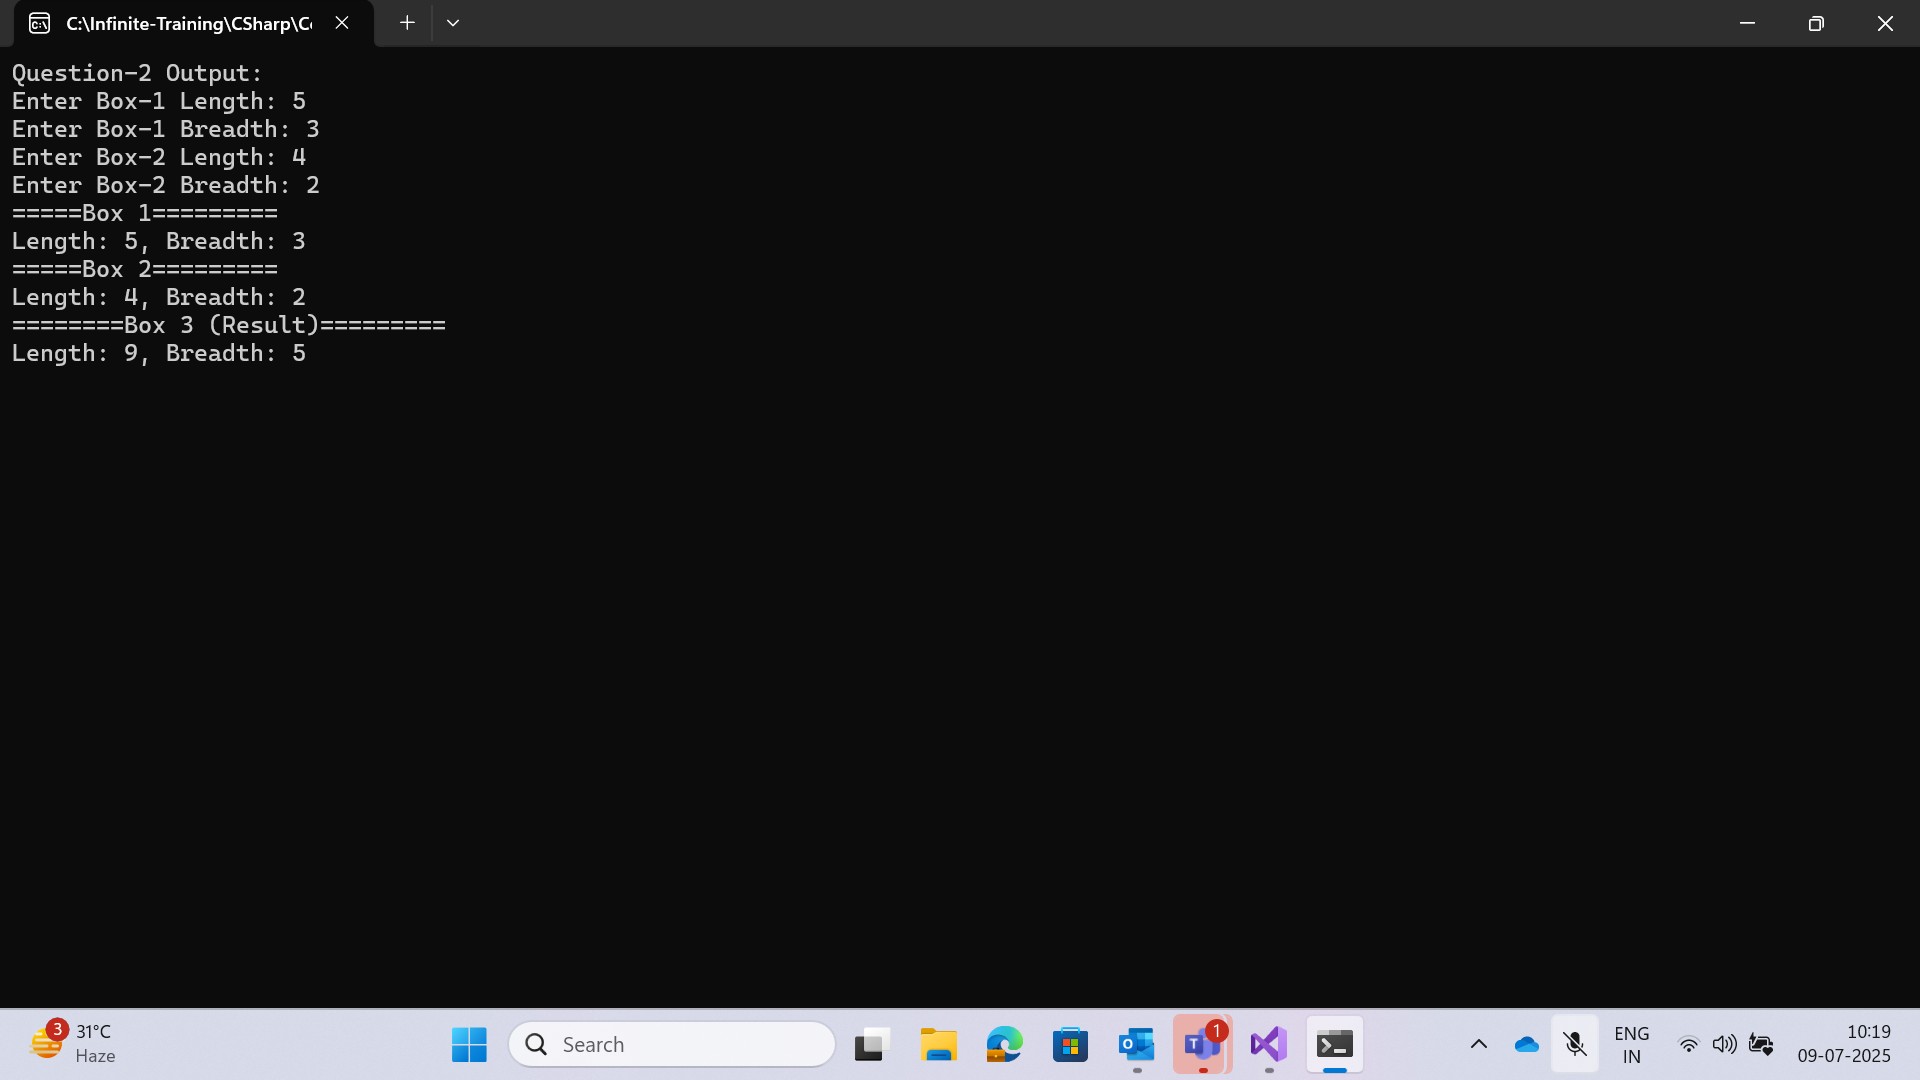 C:\Infinite-Training\CSharp\C
Question-2 Output:
Enter Box-1 Length: 5
Enter Box-1 Breadth: 3
Enter Box-2 Length: 4
Enter Box-2 Breadth: 2
=====Box 1=========
Length: 5, Breadth: 3
=====Box 2=========
Length: 4, Breadth: 2
========Box 3 (Result)=========
Length: 9, Breadth: 5
3
31°C
Haze
Search
1
ENG
IN
10:19
09-07-2025